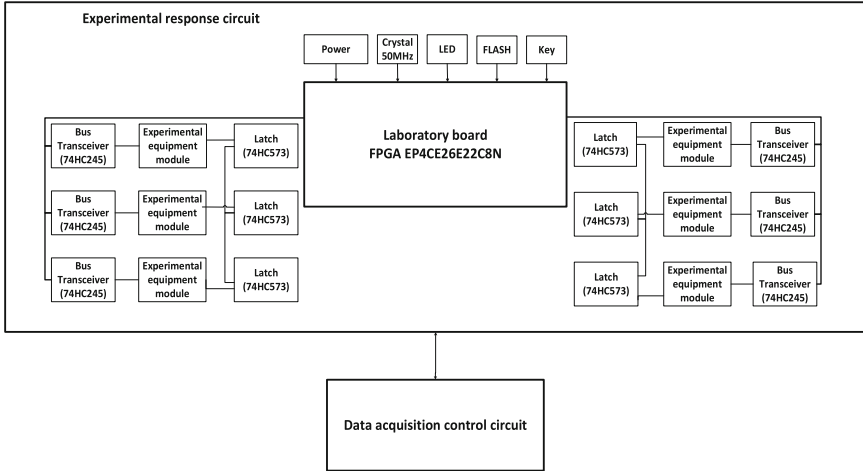 Experimental response circuit
Power
Crystal
50MHz
LED
FLASH
Key
Laboratory board
FPGA EP4CE26E22C8N
Bus
Transceiver
(74HC245)
Experimental
equipment
module
Latch
(74HC573)
Latch
(74HC573)
Experimental
equipment
module
Bus
Transceiver
(74HC245)
Bus
Transceiver
(74HC245)
Experimental
equipment
module
Latch
(74HC573)
Latch
(74HC573)
Experimental
equipment
module
Bus
Transceiver
(74HC245)
Bus
Transceiver
(74HC245)
Experimental
equipment
module
Latch
(74HC573)
Latch
(74HC573)
Experimental
equipment
module
Bus
Transceiver
(74HC245)
Data acquisition control circuit